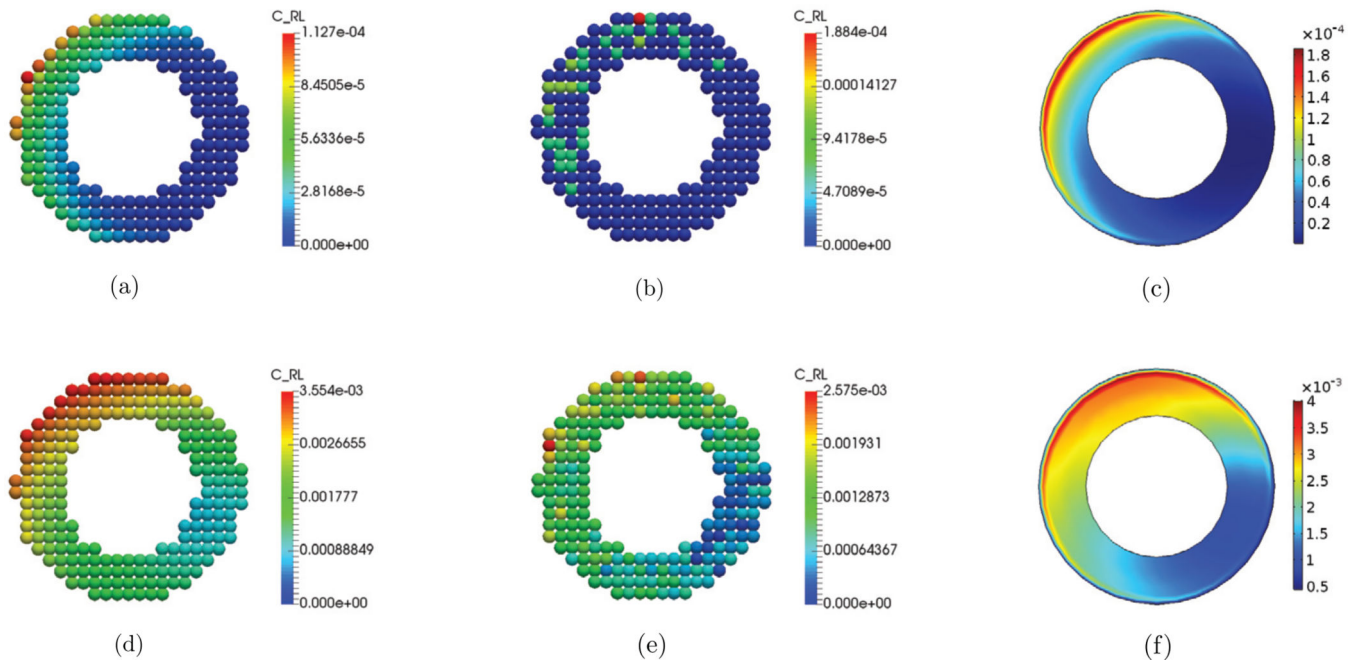 C_RL
1.127e-04
8.4505e-5
5.6336e-5
2.8168e-5
0.000e+00
(a)
C_RL
1.884e-04
0.00014127
9.4178e-5
4.7089e-5
0.000e+00
(b)
×10⁻⁴
1.8
1.6
1.4
1.2
1
0.8
0.6
0.4
0.2
(c)
C_RL
3.554e-03
0.0026655
0.001777
0.00088849
0.000e+00
(d)
C_RL
2.575e-03
0.001931
0.0012873
0.00064367
0.000e+00
(e)
×10⁻³
4
3.5
3
2.5
2
1.5
1
0.5
(f)